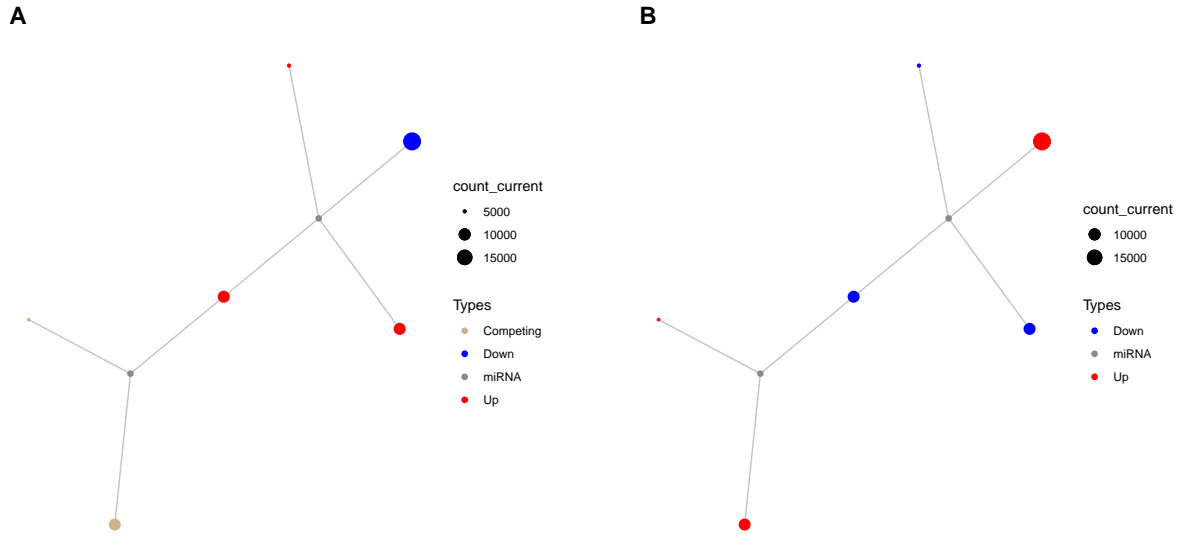 A
count_current
5000
10000
15000
Types
Competing
Down
miRNA
Up
B
count_current
10000
15000
Types
Down
miRNA
Up